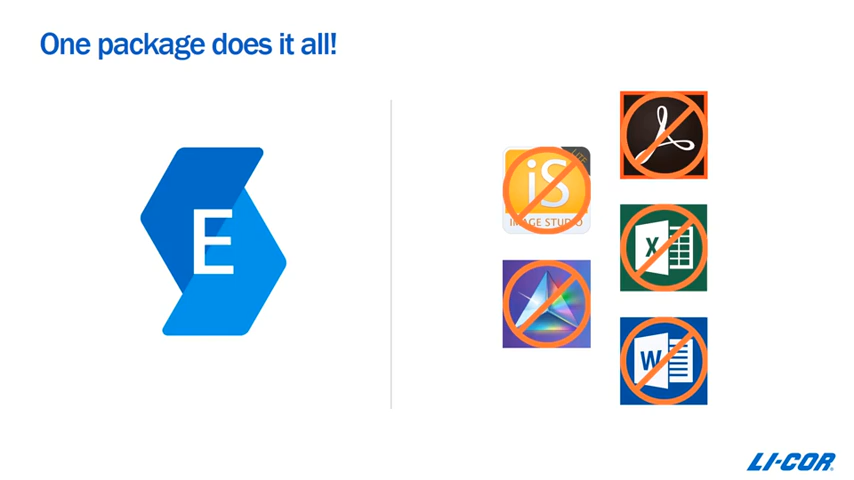 One package does it all!
E
iS
LITE
IMAGE STUDIO
X
W
LI-COR®